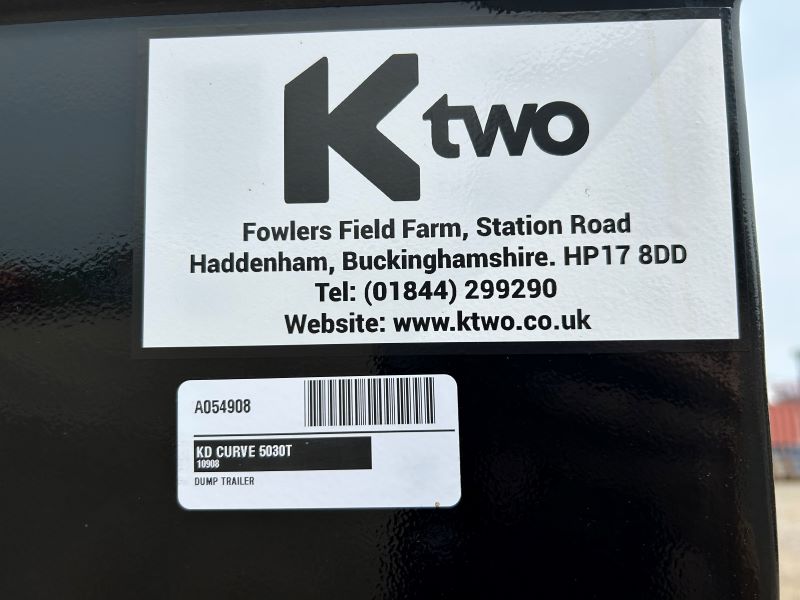 Ktwo
Fowlers Field Farm, Station Road
Haddenham, Buckinghamshire. HP17 8DD
Tel: (01844) 299290
Website: www.ktwo.co.uk
A054908
KD CURVE 5030T
10908
DUMP TRAILER